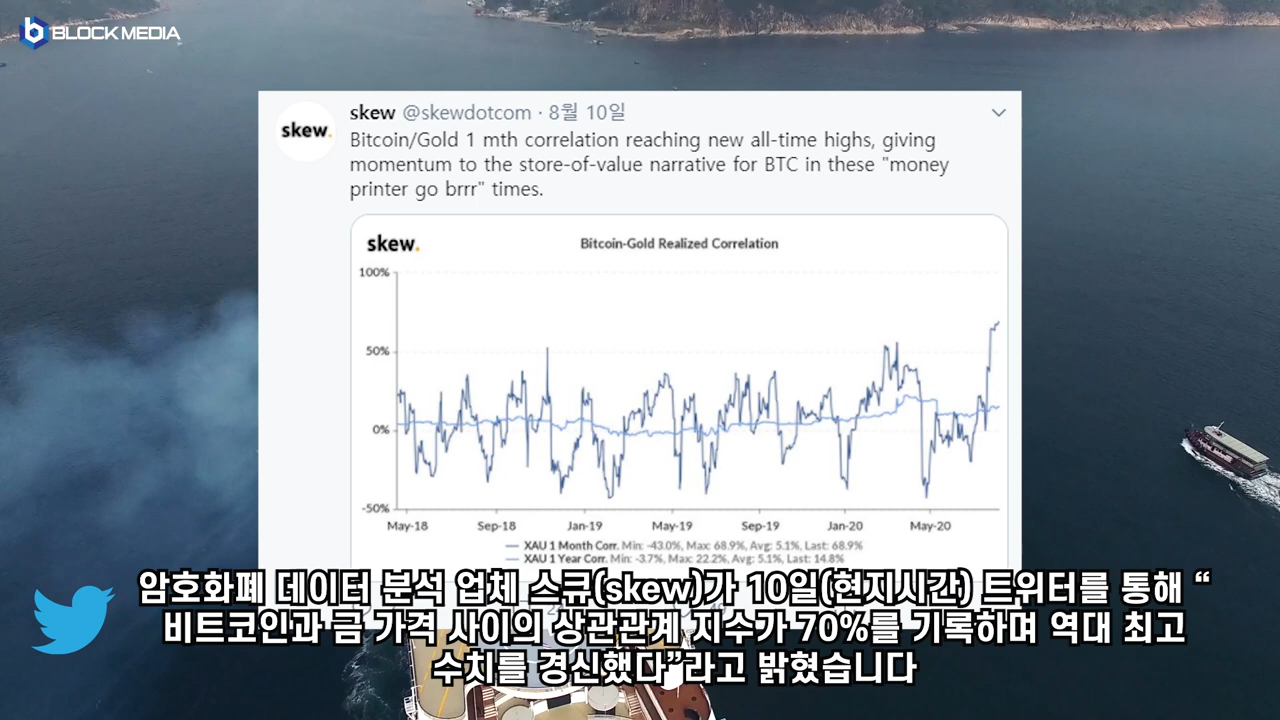 BLOCKMEDIA
skew @skewdotcom · 8월 10일
skew.
Bitcoin/Gold 1 mth correlation reaching new all-time highs, giving
momentum to the store-of-value narrative for BTC in these "money
printer go brrr" times.
skew.
Bitcoin-Gold Realized Correlation
100%
50%
0%
-50%
May-18 Sep-18 Jan-19 May-19 Sep-19 Jan-20 May-20
XAU 1 Month Corr. Min: -43.0%, Max: 68.9%, Avg: 5.1%, Last: 68.9%
XAU 1 Year Corr. Min: -3.7%, Max: 22.2%, Avg: 5.1%, Last: 14.8%
암호화폐 데이터 분석 업체 스큐(skew)가 10일(현지시간) 트위터를 통해 “
비트코인과 금 가격 사이의 상관관계 지수가 70%를 기록하며 역대 최고
수치를 경신했다”라고 밝혔습니다